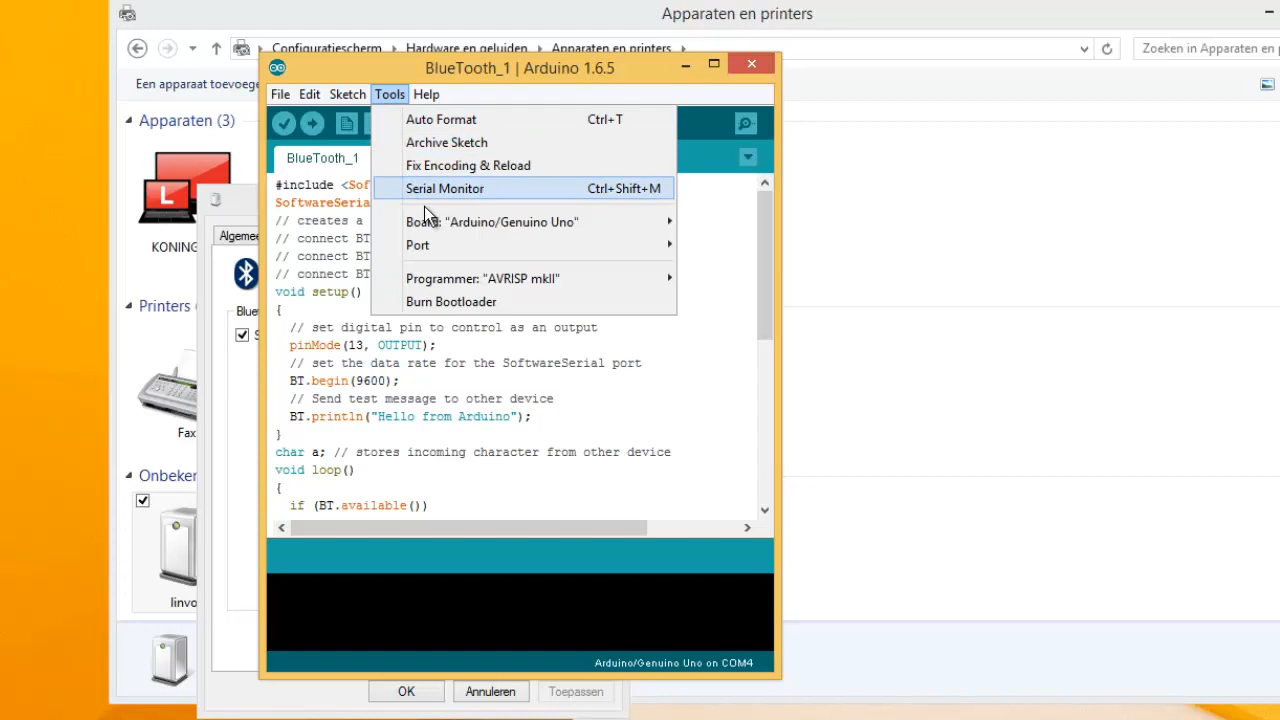 Apparaten en printers
Configuratiescherm Hardware en geluiden Apparaten en printers
Zoeken in Apparaten en p
Een apparaat toevoege
Apparaten (3)
L
KONING
Printers
Fax
Onbeken
linvo
Algeme
Blue
BlueTooth_1 | Arduino 1.6.5
File Edit Sketch Tools Help
Auto Format Ctrl+T
Archive Sketch
Fix Encoding & Reload
Serial Monitor Ctrl+Shift+M
Board: "Arduino/Genuino Uno"
Port
Programmer: "AVRISP mkII"
Burn Bootloader
BlueTooth_1
#include <Sof
SoftwareSeria
// creates a
// connect BT
// connect BT
// connect BT
void setup()
{
// set digital pin to control as an output
pinMode(13, OUTPUT);
// set the data rate for the SoftwareSerial port
BT.begin(9600);
// Send test message to other device
BT.println("Hello from Arduino");
}
char a; // stores incoming character from other device
void loop()
{
if (BT.available())
Arduino/Genuino Uno on COM4
OK Annuleren Toepassen